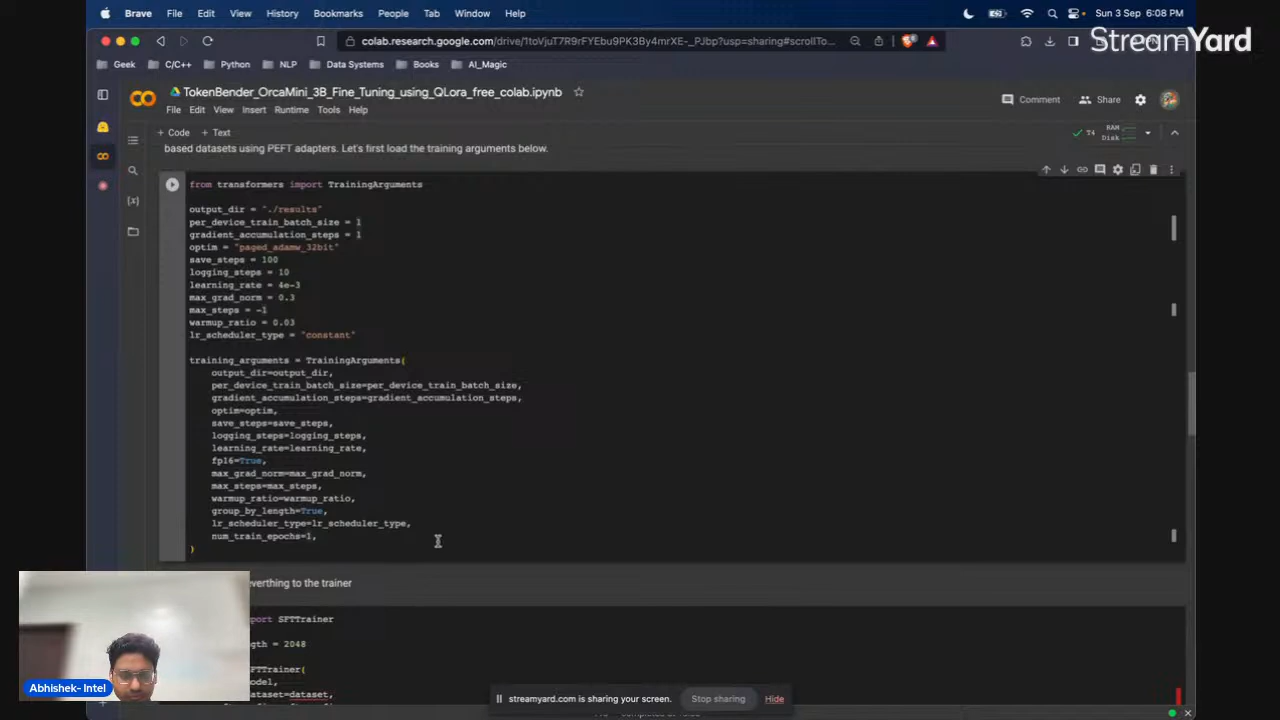 Brave File Edit View History Bookmarks People Tab Window Help Sun 3 Sep 6:08 PM
StreamYard
colab.research.google.com/drive/1toVjuT7R9rFYEbu9PK3By4mrXE-_PJbp?usp=sharing#scrollTo...
Geek C/C++ Python NLP Data Systems Books AI_Magic
TokenBender_OrcaMini_3B_Fine_Tuning_using_QLora_free_colab.ipynb
File Edit View Insert Runtime Tools Help
Comment Share
+ Code + Text
T4 RAM Disk
based datasets using PEFT adapters. Let's first load the training arguments below.
from transformers import TrainingArguments
output_dir = "./results"
per_device_train_batch_size = 1
gradient_accumulation_steps = 1
optim = "paged_adamw_32bit"
save_steps = 100
logging_steps = 10
learning_rate = 4e-3
max_grad_norm = 0.3
max_steps = -1
warmup_ratio = 0.03
lr_scheduler_type = "constant"
training_arguments = TrainingArguments(
output_dir=output_dir,
per_device_train_batch_size=per_device_train_batch_size,
gradient_accumulation_steps=gradient_accumulation_steps,
optim=optim,
save_steps=save_steps,
logging_steps=logging_steps,
learning_rate=learning_rate,
fp16=True,
max_grad_norm=max_grad_norm,
max_steps=max_steps,
warmup_ratio=warmup_ratio,
group_by_length=True,
lr_scheduler_type=lr_scheduler_type,
num_train_epochs=1,
)
everthing to the trainer
port SFTTrainer
gth = 2048
FTTrainer(
odel,
ataset=dataset,
Abhishek- Intel
streamyard.com is sharing your screen. Stop sharing Hide